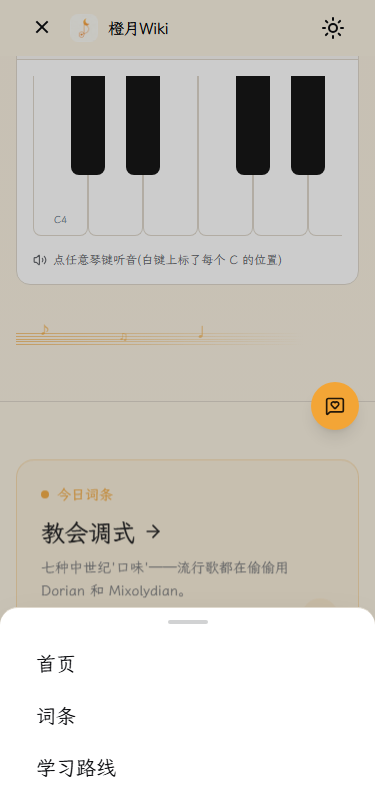 橙月Wiki
C4
点任意琴键听音(白键上标了每个 C 的位置)
今日词条
教会调式 →
七种中世纪'口味'——流行歌都在偷偷用
Dorian 和 Mixolydian。
首页
词条
学习路线